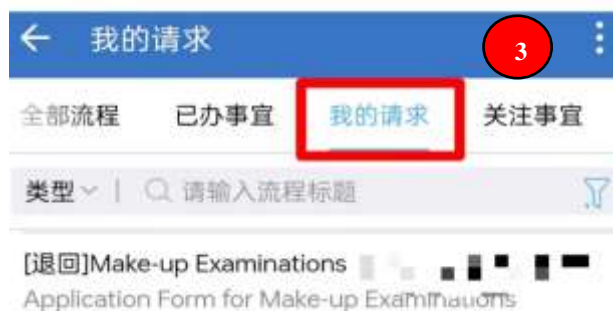 我的请求
3
全部流程 已办事宜 我的请求 关注事宜
类型 请输入流程标题
[退回]Make-up Examinations
Application Form for Make-up Examinations